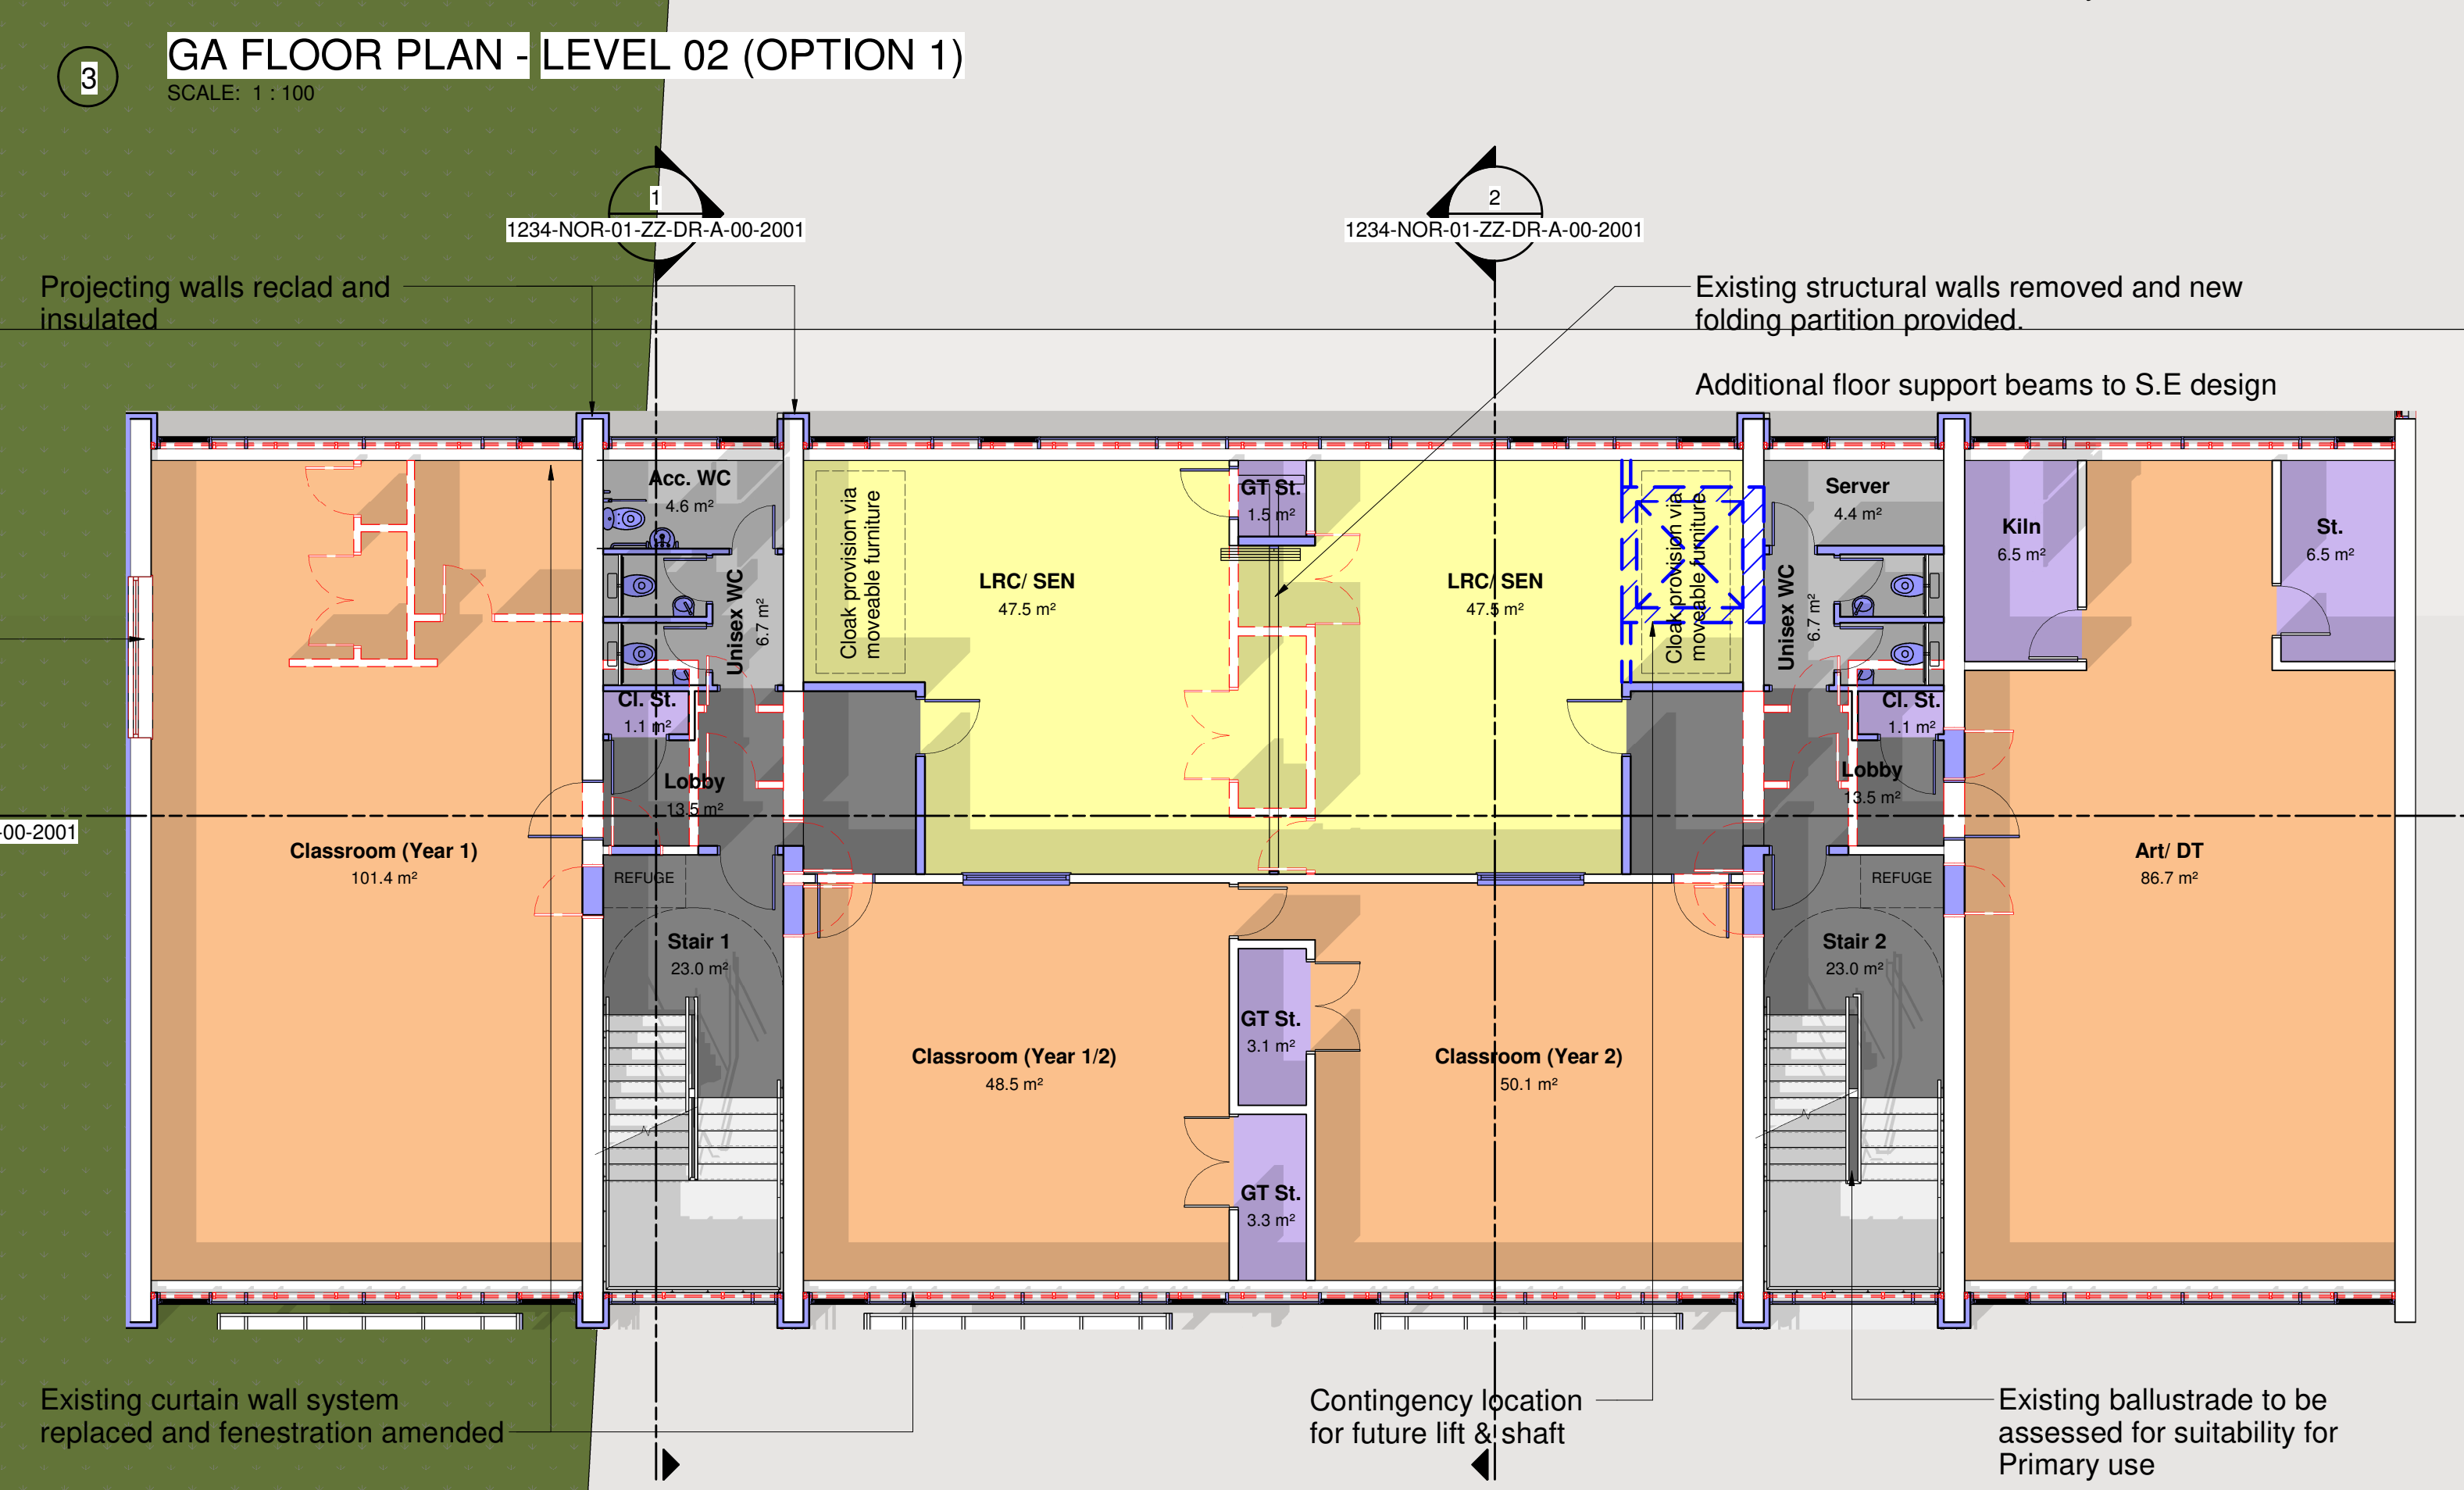 3
GA FLOOR PLAN - LEVEL 02 (OPTION 1)
SCALE: 1 : 100
1
1234-NOR-01-ZZ-DR-A-00-2001
2
1234-NOR-01-ZZ-DR-A-00-2001
Projecting walls reclad and
insulated
Existing structural walls removed and new
folding partition provided.
Additional floor support beams to S.E design
Acc. WC
4.6 m²
Unisex WC
6.7 m²
Cl. St.
1.1 m²
Lobby
13.5 m²
Cloak provision via
moveable furniture
LRC/ SEN
47.5 m²
GT St.
1.5 m²
LRC/ SEN
47.5 m²
Cloak provision via
moveable furniture
Server
4.4 m²
Unisex WC
6.7 m²
Cl. St.
1.1 m²
Lobby
13.5 m²
Kiln
6.5 m²
St.
6.5 m²
-00-2001
Classroom (Year 1)
101.4 m²
REFUGE
Stair 1
23.0 m²
Classroom (Year 1/2)
48.5 m²
GT St.
3.1 m²
GT St.
3.3 m²
Classroom (Year 2)
50.1 m²
REFUGE
Stair 2
23.0 m²
Art/ DT
86.7 m²
Existing curtain wall system
replaced and fenestration amended
Contingency location
for future lift & shaft
Existing ballustrade to be
assessed for suitability for
Primary use